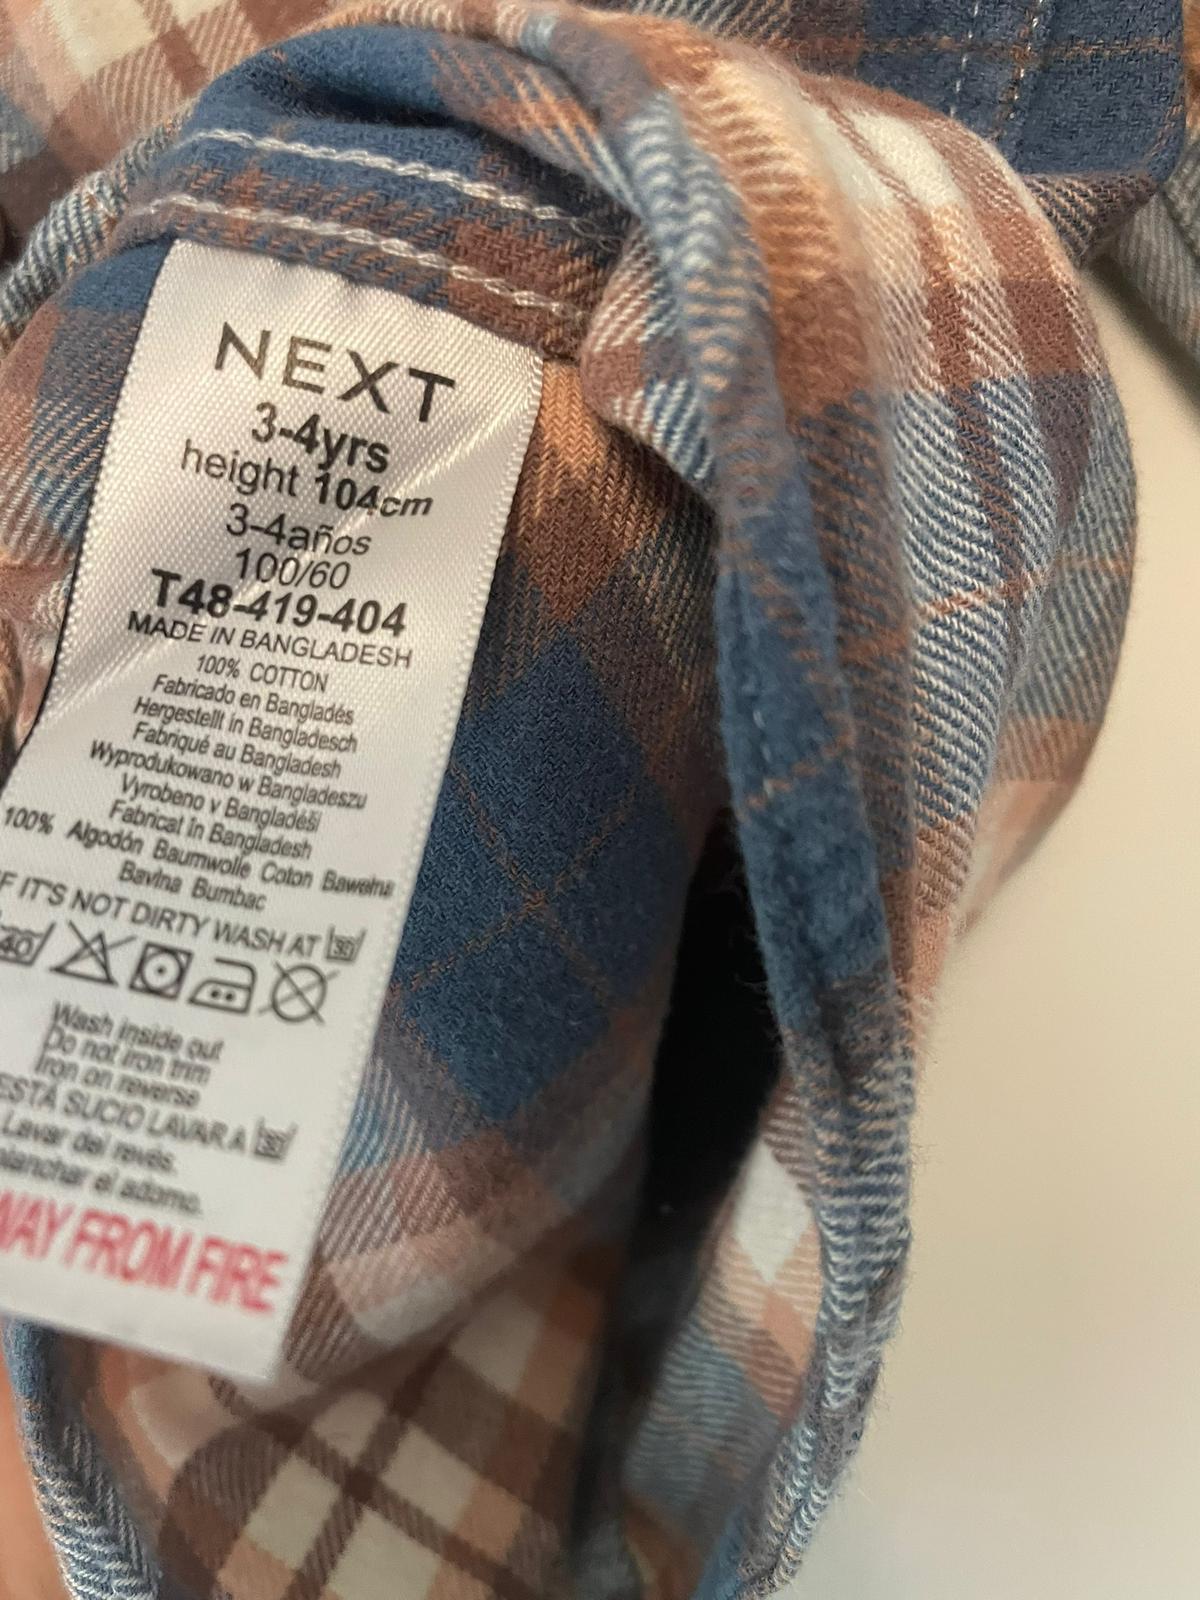 NEXT
3-4yrs
height 104cm
3-4años
100/60
T48-419-404
MADE IN BANGLADESH
100% COTTON
Fabricado en Bangladés
Hergestellt in Bangladesch
Fabriqué au Bangladesh
Wyprodukowano w Bangladeszu
Vyrobeno v Bangladéši
Fabricat în Bangladesh
100% Algodón Baumwolle Coton Bawełna
Bavlna Bumbac
IT'S NOT DIRTY WASH AT 30
40
Wash inside out
Do not iron trim
Iron on reverse
ESTÁ SUCIO LAVAR A 30
Lavar del revés.
planchar el adorno.
WAY FROM FIRE